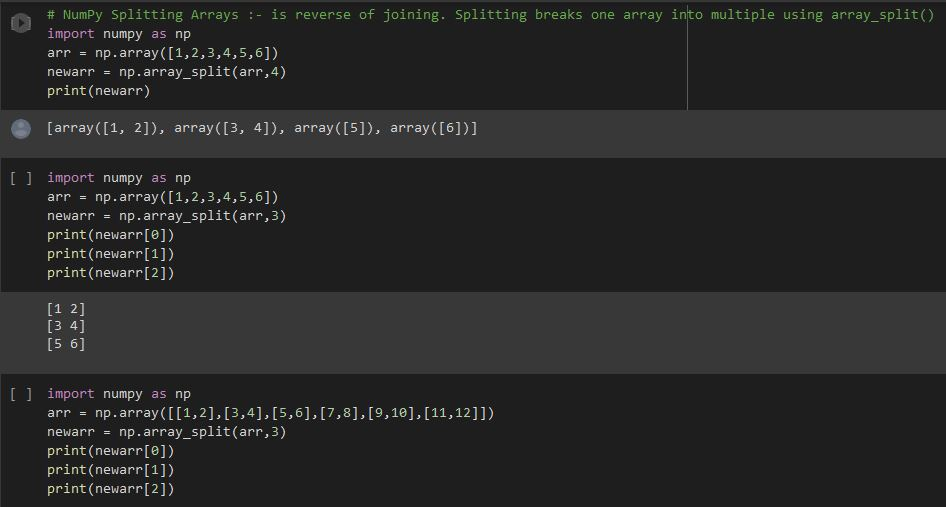 # NumPy Splitting Arrays :- is reverse of joining. Splitting breaks one array into multiple using array_split()
import numpy as np
arr = np.array([1,2,3,4,5,6])
newarr = np.array_split(arr,4)
print(newarr)
[array([1, 2]), array([3, 4]), array([5]), array([6])]
[ ] import numpy as np
arr = np.array([1,2,3,4,5,6])
newarr = np.array_split(arr,3)
print(newarr[0])
print(newarr[1])
print(newarr[2])
[1 2]
[3 4]
[5 6]
[ ] import numpy as np
arr = np.array([[1,2],[3,4],[5,6],[7,8],[9,10],[11,12]])
newarr = np.array_split(arr,3)
print(newarr[0])
print(newarr[1])
print(newarr[2])